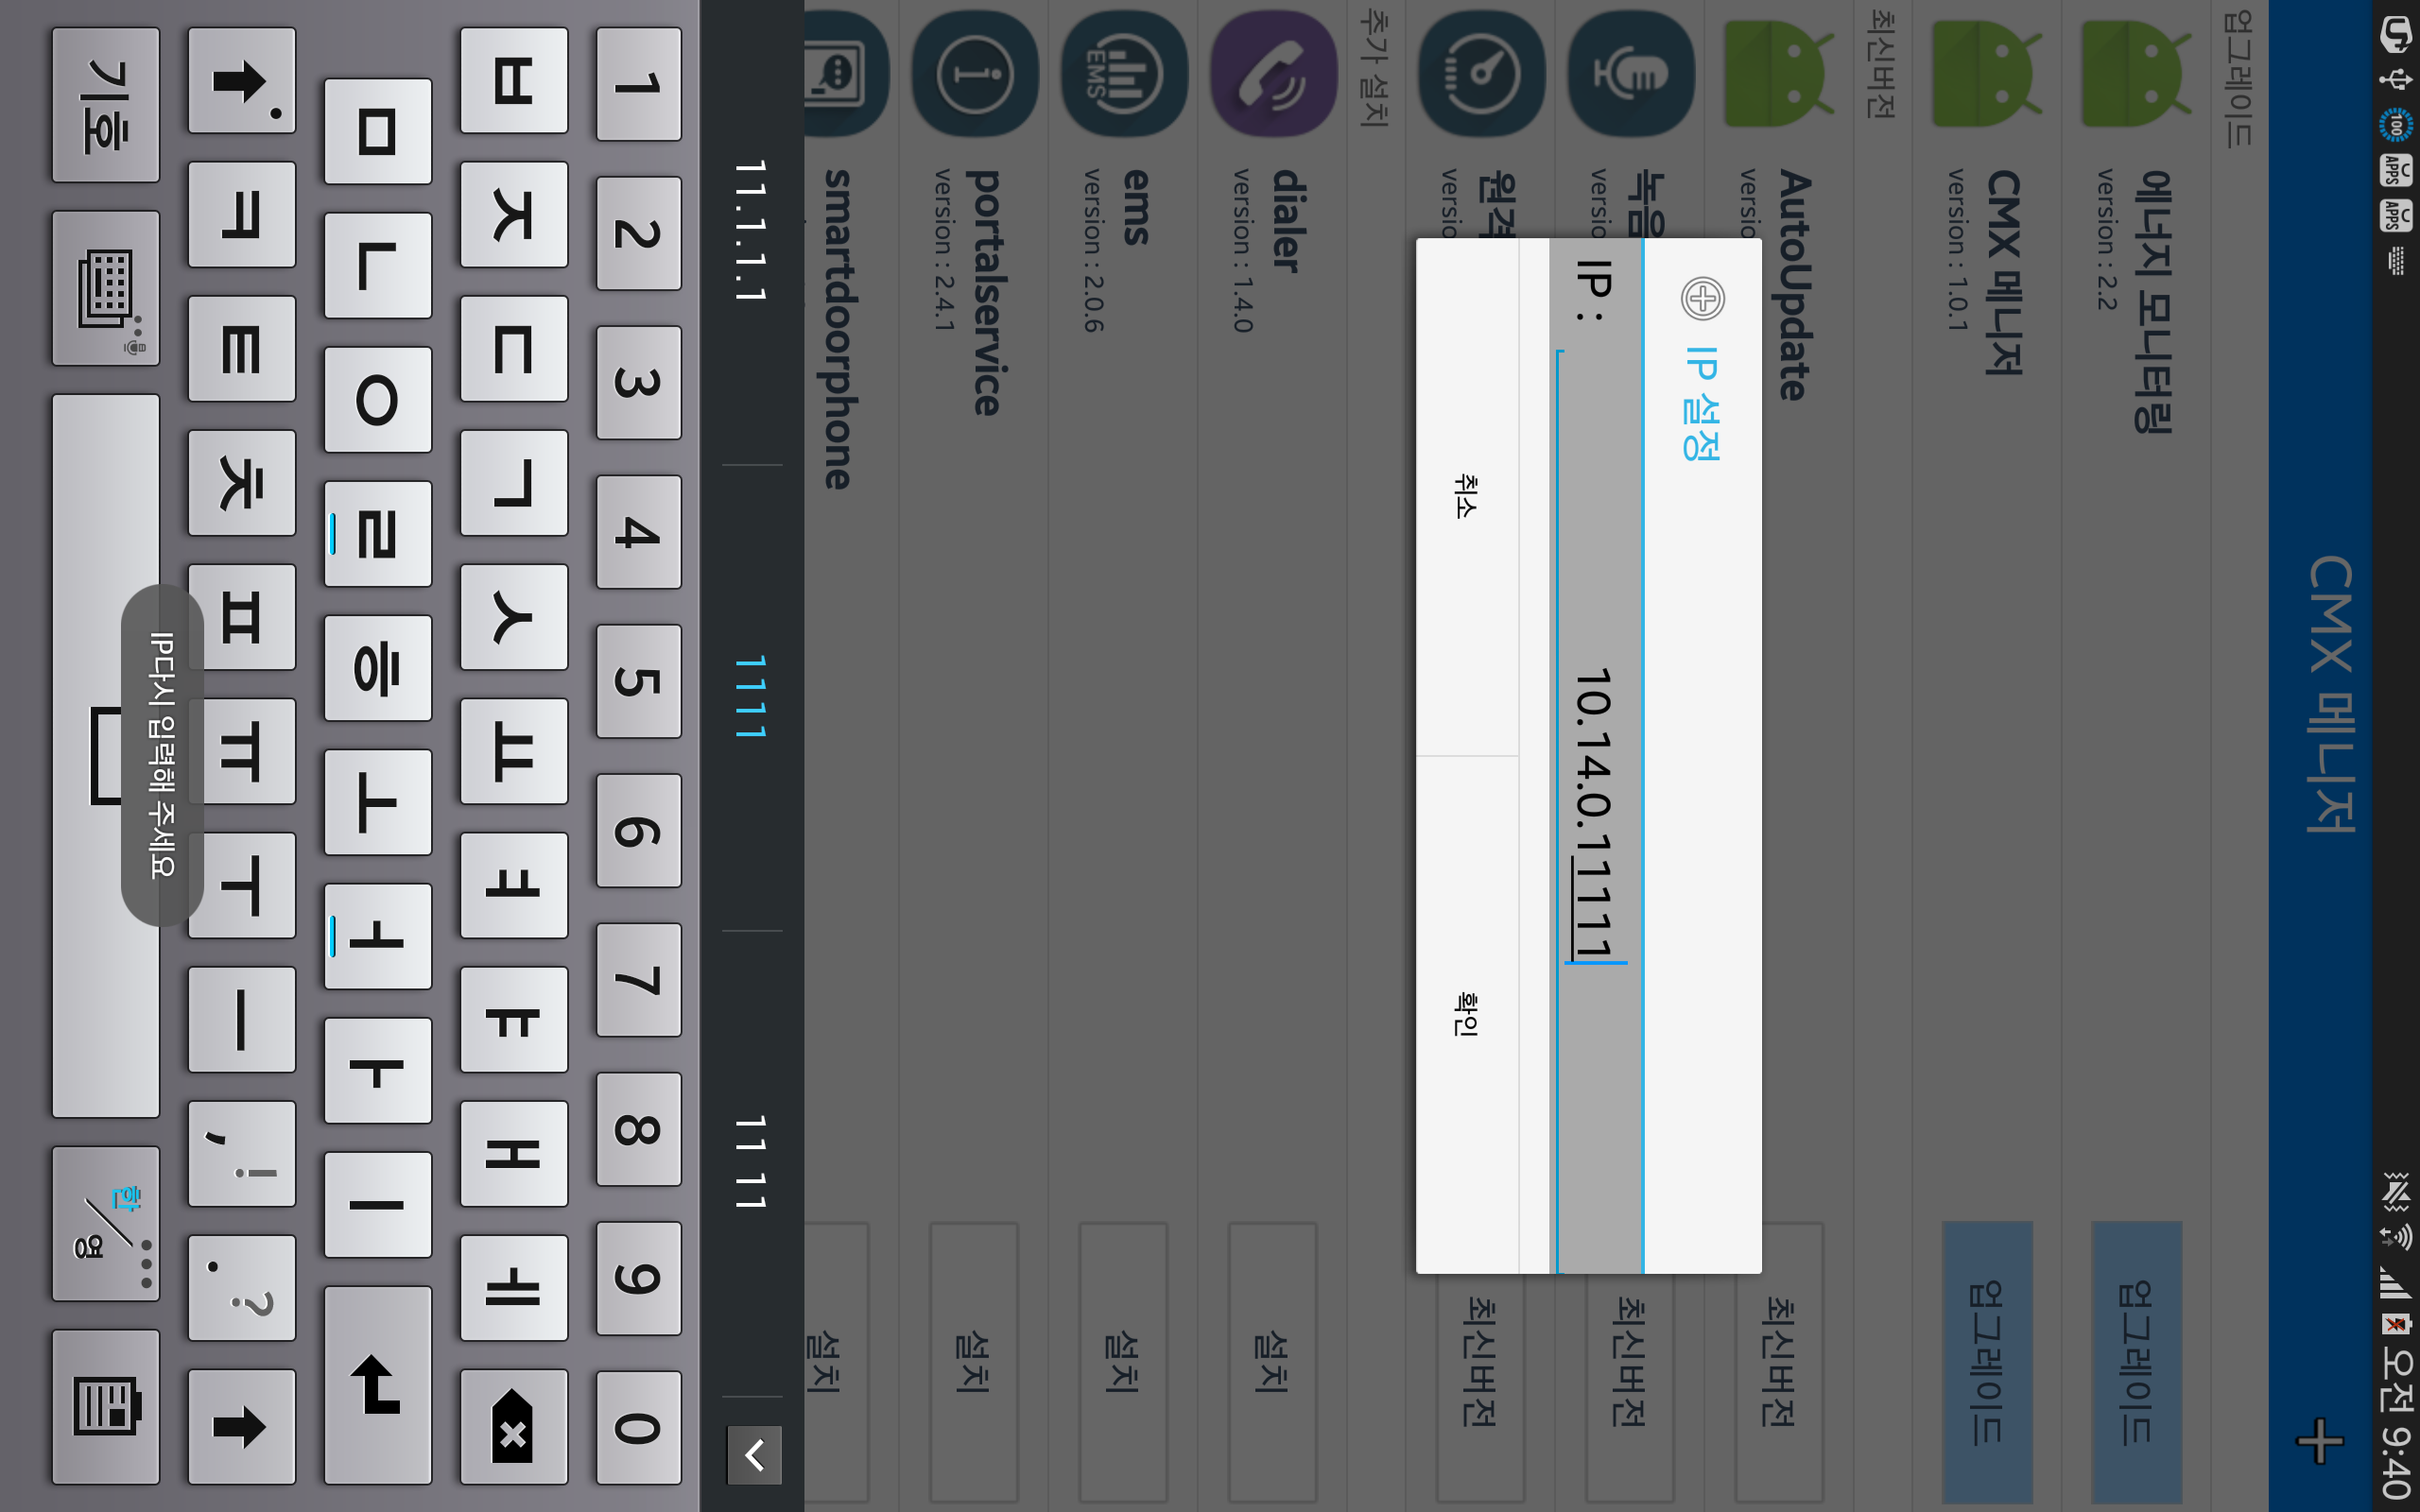 100
APPS
APPS
오전 9:40
CMX 메니저
업그레이드
에너지 모니터링
version : 2.2
업그레이드
CMX 메니저
version : 1.0.1
업그레이드
최신버전
AutoUpdate
versio
최신버전
녹음
versio
최신버전
원격
versio
최신버전
IP 설정
IP :
10.14.0.11111
취소
확인
추가 설치
dialer
version : 1.4.0
설치
ems
version : 2.0.6
설치
EMS
portalservice
version : 2.4.1
설치
smartdoorphone
설치
11.1.1.1.1
1111
11 11
1 2 3 4 5 6 7 8 9 0
ㅂ ㅈ ㄷ ㄱ ㅅ ㅛ ㅕ ㅑ ㅐ ㅔ
ㅁ ㄴ ㅇ ㄹ ㅎ ㅗ ㅓ ㅏ ㅣ
ㅋ ㅌ ㅊ ㅍ ㅠ ㅜ ㅡ , ! . ?
IP다시 입력해 주세요
기호
한/영